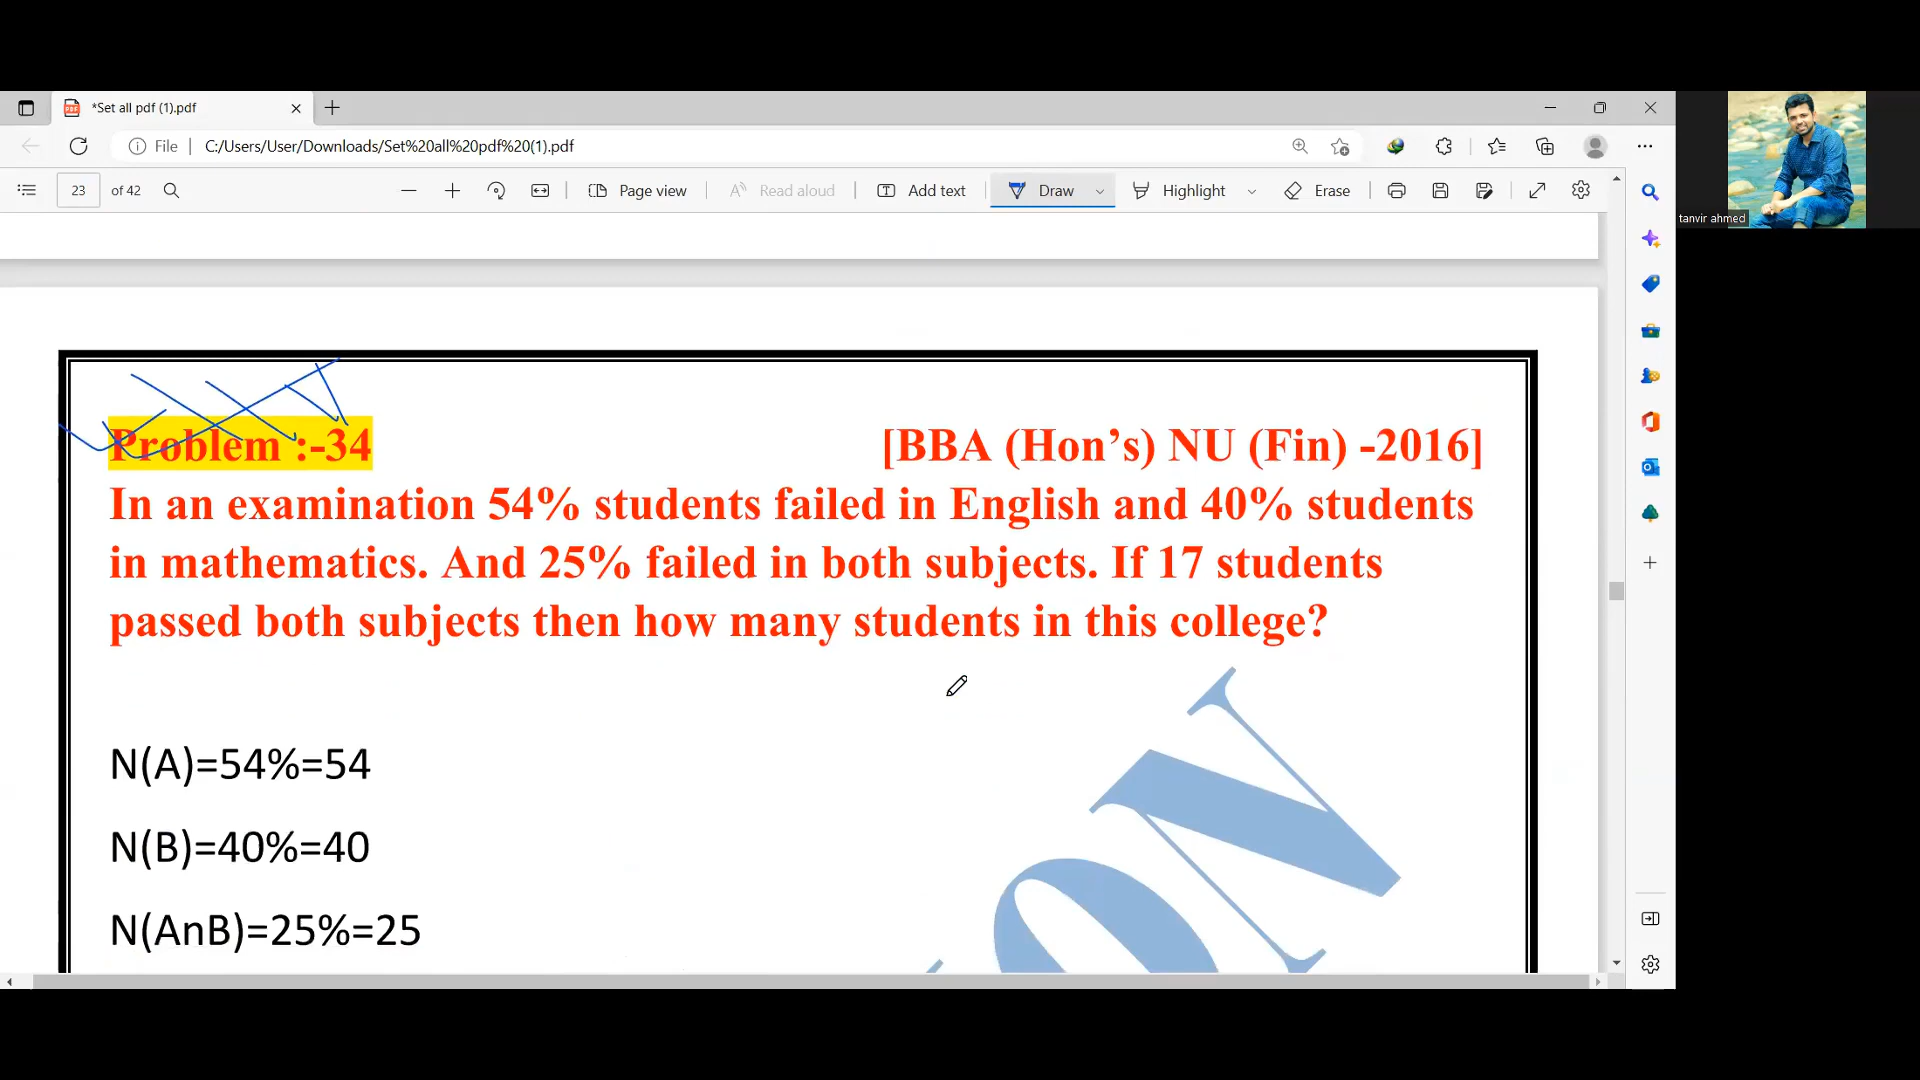 *Set all pdf (1).pdf
File
C:/Users/User/Downloads/Set%20all%20pdf%20(1).pdf
23 of 42
Page view
Read aloud
Add text
Draw
Highlight
Erase
tanvir ahmed
Problem :-34 [BBA (Hon’s) NU (Fin) -2016]
In an examination 54% students failed in English and 40% students
in mathematics. And 25% failed in both subjects. If 17 students
passed both subjects then how many students in this college?
N(A)=54%=54
N(B)=40%=40
N(AnB)=25%=25
ON